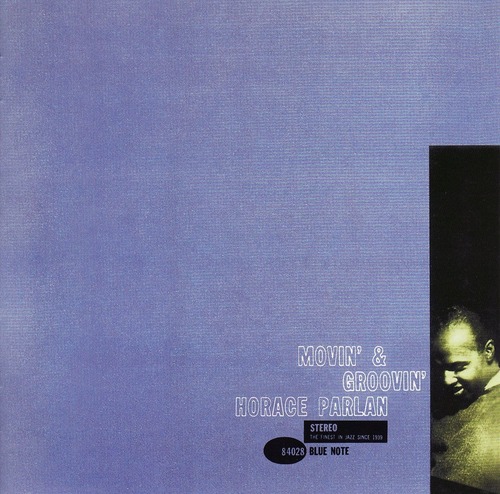 MOVIN' &
GROOVIN'
HORACE PARLAN
STEREO
THE FINEST IN JAZZ SINCE 1939
84028 BLUE NOTE